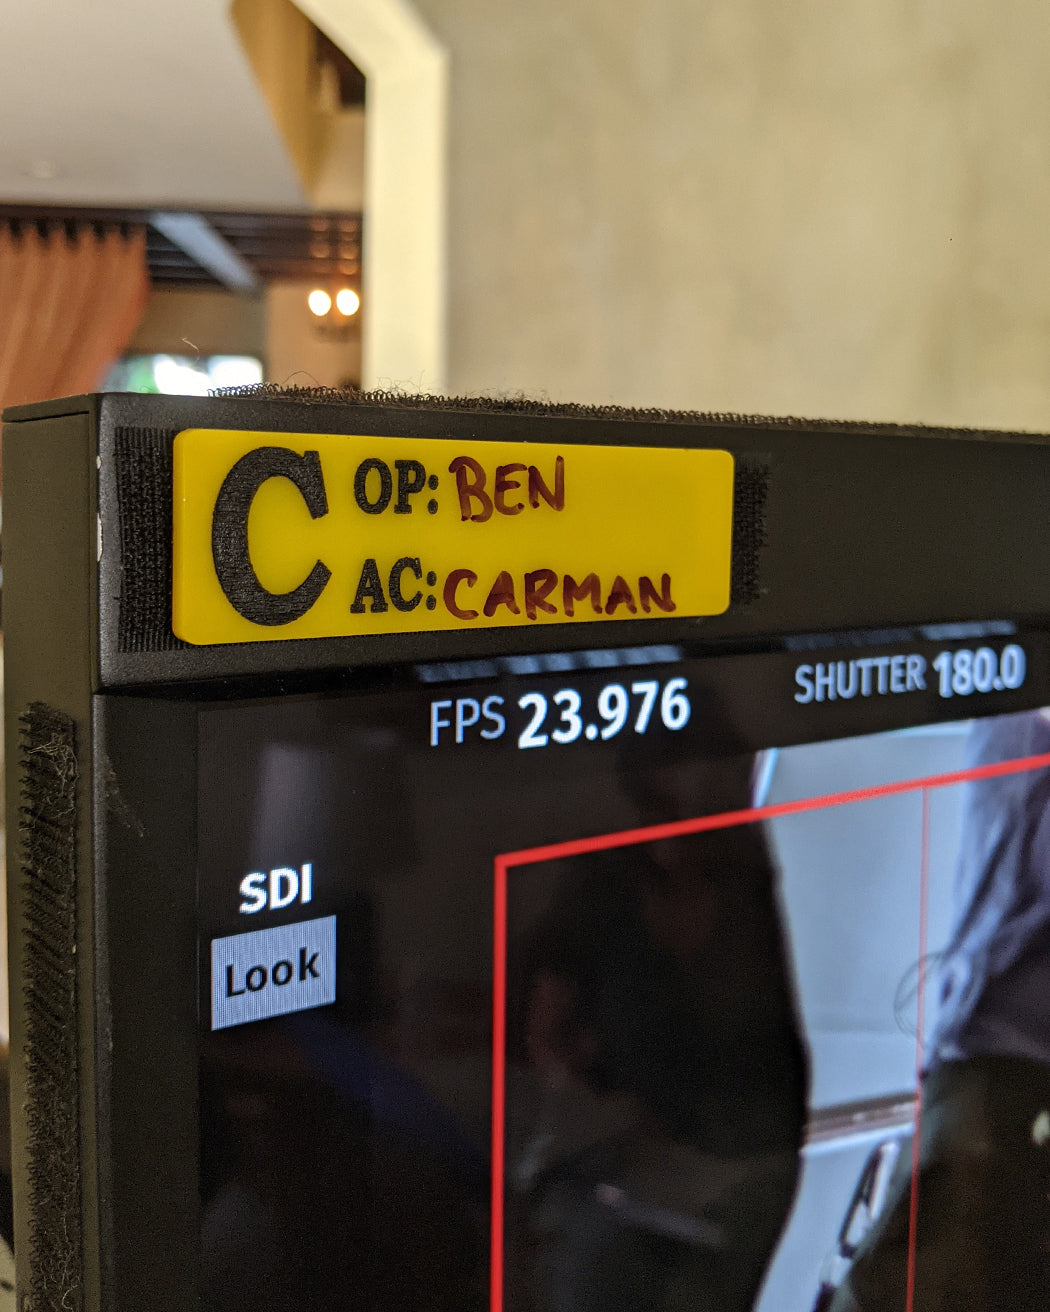 C OP: BEN
AC: CARMAN
FPS 23.976 SHUTTER 180.0
SDI
Look